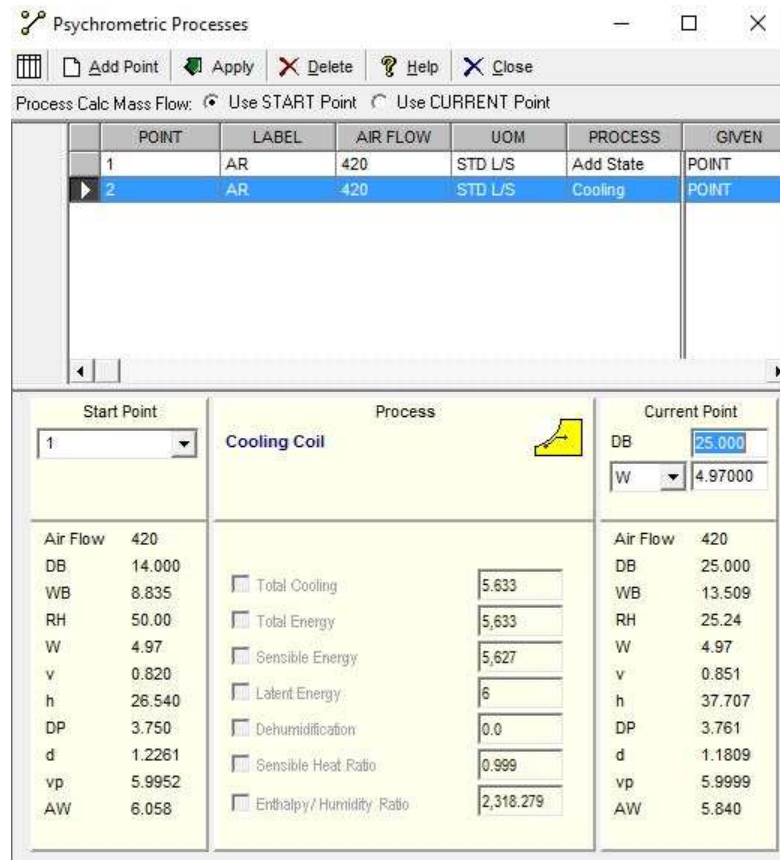 Psychrometric Processes
Add Point Apply Delete Help Close
Process Calc Mass Flow: Use START Point Use CURRENT Point
POINT LABEL AIR FLOW UOM PROCESS GIVEN
1 AR 420 STD L/S Add State POINT
2 AR 420 STD L/S Cooling POINT
Start Point
1
Process
Cooling Coil
Current Point
DB 25.000
W 4.97000
Air Flow 420
DB 14.000
WB 8.835
RH 50.00
W 4.97
v 0.820
h 26.540
DP 3.750
d 1.2261
vp 5.9952
AW 6.058
Total Cooling 5.633
Total Energy 5,633
Sensible Energy 5,627
Latent Energy 6
Dehumidification 0.0
Sensible Heat Ratio 0.999
Enthalpy/ Humidity Ratio 2,318.279
Air Flow 420
DB 25.000
WB 13.509
RH 25.24
W 4.97
v 0.851
h 37.707
DP 3.761
d 1.1809
vp 5.9999
AW 5.840